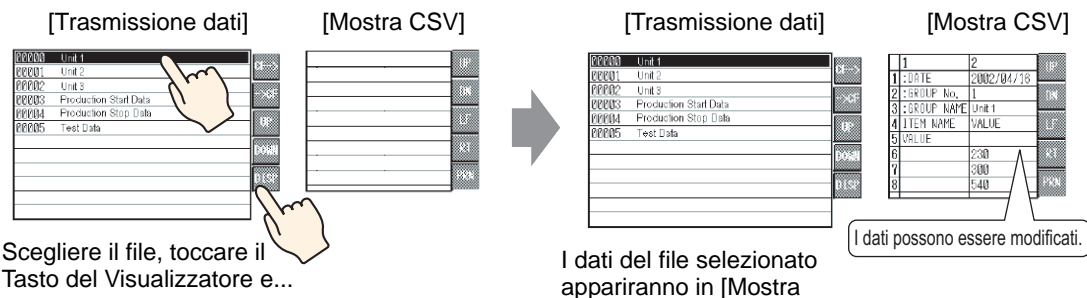 [Trasmissione dati]
[Mostra CSV]
00000 Unit 1
00001 Unit 2
00002 Unit 3
00003 Production Start Data
00004 Production Stop Data
00005 Test Data
CF-->
-->CF
UP
DOWN
DISP
UP
DN
LF
RT
PRN
Scegliere il file, toccare il
Tasto del Visualizzatore e...
[Trasmissione dati]
[Mostra CSV]
00000 Unit 1
00001 Unit 2
00002 Unit 3
00003 Production Start Data
00004 Production Stop Data
00005 Test Data
CF-->
-->CF
UP
DOWN
DISP
1 2
1 :DATE 2002/04/16
2 :GROUP No. 1
3 :GROUP NAME Unit 1
4 ITEM NAME VALUE
5 VALUE
6 230
7 300
8 540
UP
DN
LF
RT
PRN
I dati possono essere modificati.
I dati del file selezionato
appariranno in [Mostra